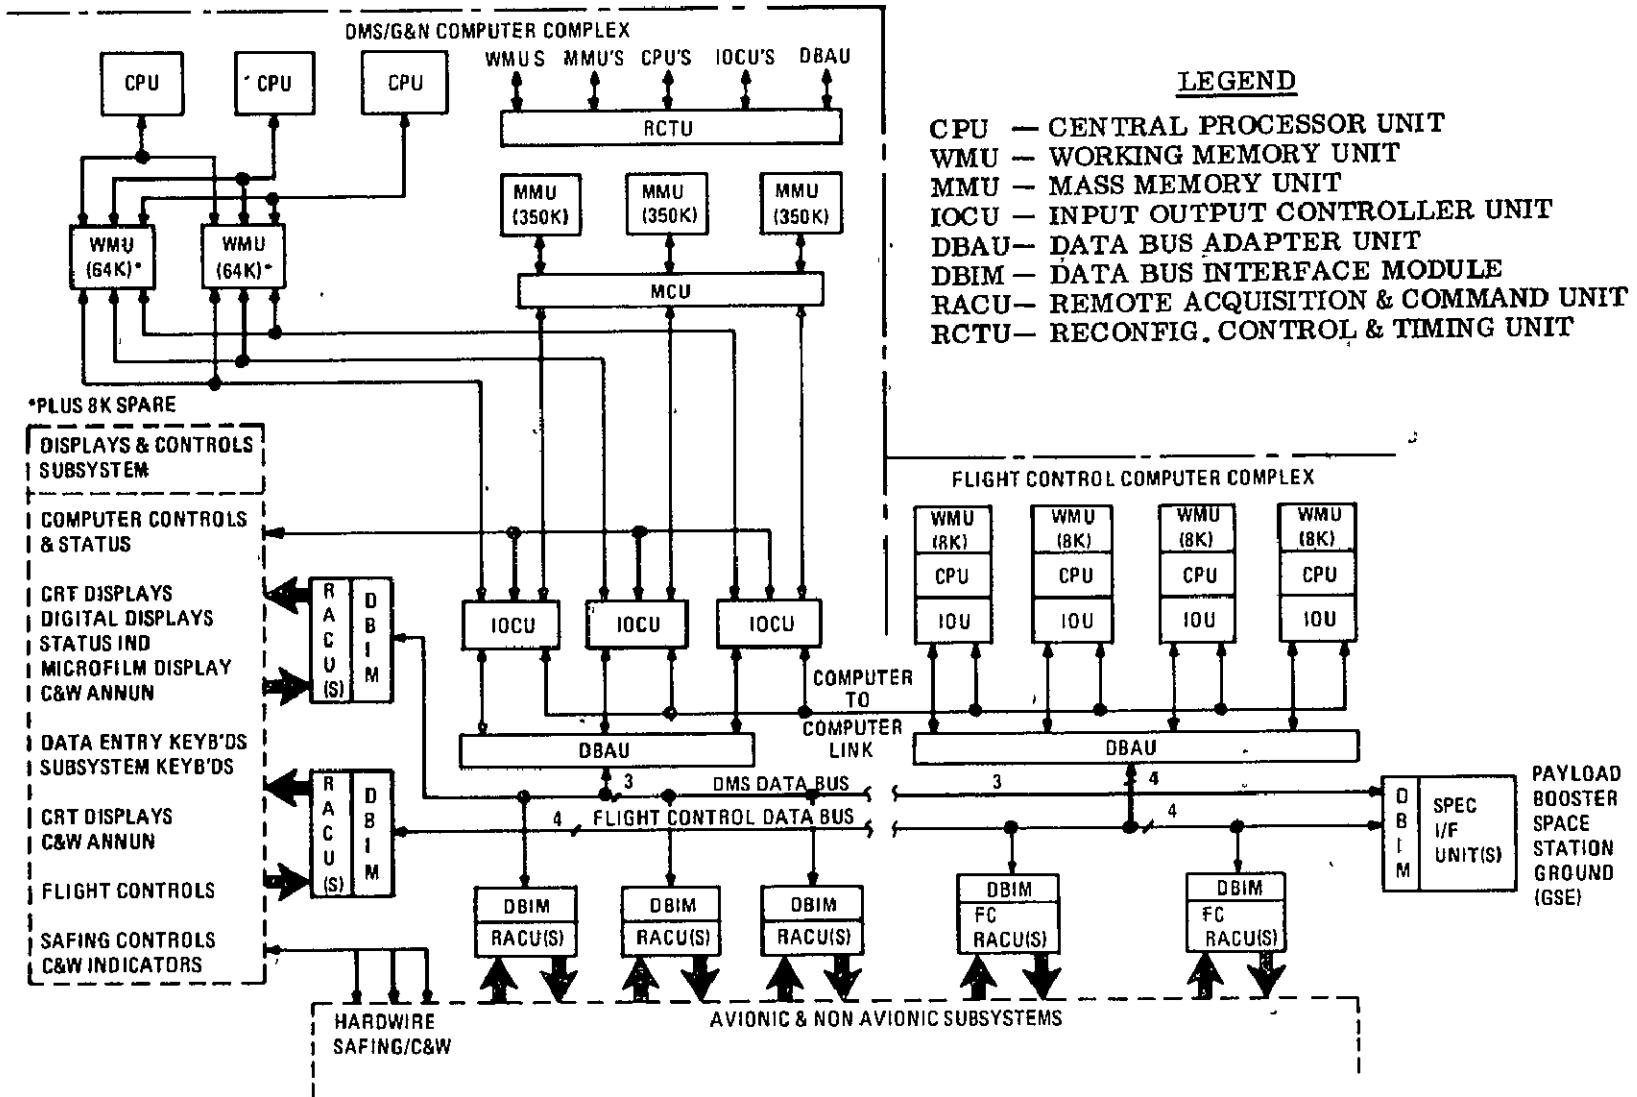 DMS/G&N COMPUTER COMPLEX
CPU
CPU
CPU
WMUS MMU'S CPU'S IOCU'S DBAU
RCTU
MMU
(350K)
MMU
(350K)
MMU
(350K)
WMU
(64K)*
WMU
(64K)*
MCU
LEGEND
CPU — CENTRAL PROCESSOR UNIT
WMU — WORKING MEMORY UNIT
MMU — MASS MEMORY UNIT
IOCU — INPUT OUTPUT CONTROLLER UNIT
DBAU— DATA BUS ADAPTER UNIT
DBIM — DATA BUS INTERFACE MODULE
RACU— REMOTE ACQUISITION & COMMAND UNIT
RCTU— RECONFIG. CONTROL & TIMING UNIT
*PLUS 8K SPARE
DISPLAYS & CONTROLS
SUBSYSTEM
COMPUTER CONTROLS
& STATUS
CRT DISPLAYS
DIGITAL DISPLAYS
STATUS IND
MICROFILM DISPLAY
C&W ANNUN
DATA ENTRY KEYB'DS
SUBSYSTEM KEYB'DS
CRT DISPLAYS
C&W ANNUN
FLIGHT CONTROLS
SAFING CONTROLS
C&W INDICATORS
RACU(S)
DBIM
RACU(S)
DBIM
IOCU
IOCU
IOCU
FLIGHT CONTROL COMPUTER COMPLEX
WMU
(8K)
CPU
IOU
WMU
(8K)
CPU
IOU
WMU
(8K)
CPU
IOU
WMU
(8K)
CPU
IOU
COMPUTER
TO
COMPUTER
LINK
DBAU
DBAU
3
DMS DATA BUS
3
4
4
FLIGHT CONTROL DATA BUS
4
4
DBIM
SPEC
I/F
UNIT(S)
PAYLOAD
BOOSTER
SPACE
STATION
GROUND
(GSE)
DBIM
RACU(S)
DBIM
RACU(S)
DBIM
RACU(S)
DBIM
FC
RACU(S)
DBIM
FC
RACU(S)
HARDWIRE
SAFING/C&W
AVIONIC & NON AVIONIC SUBSYSTEMS